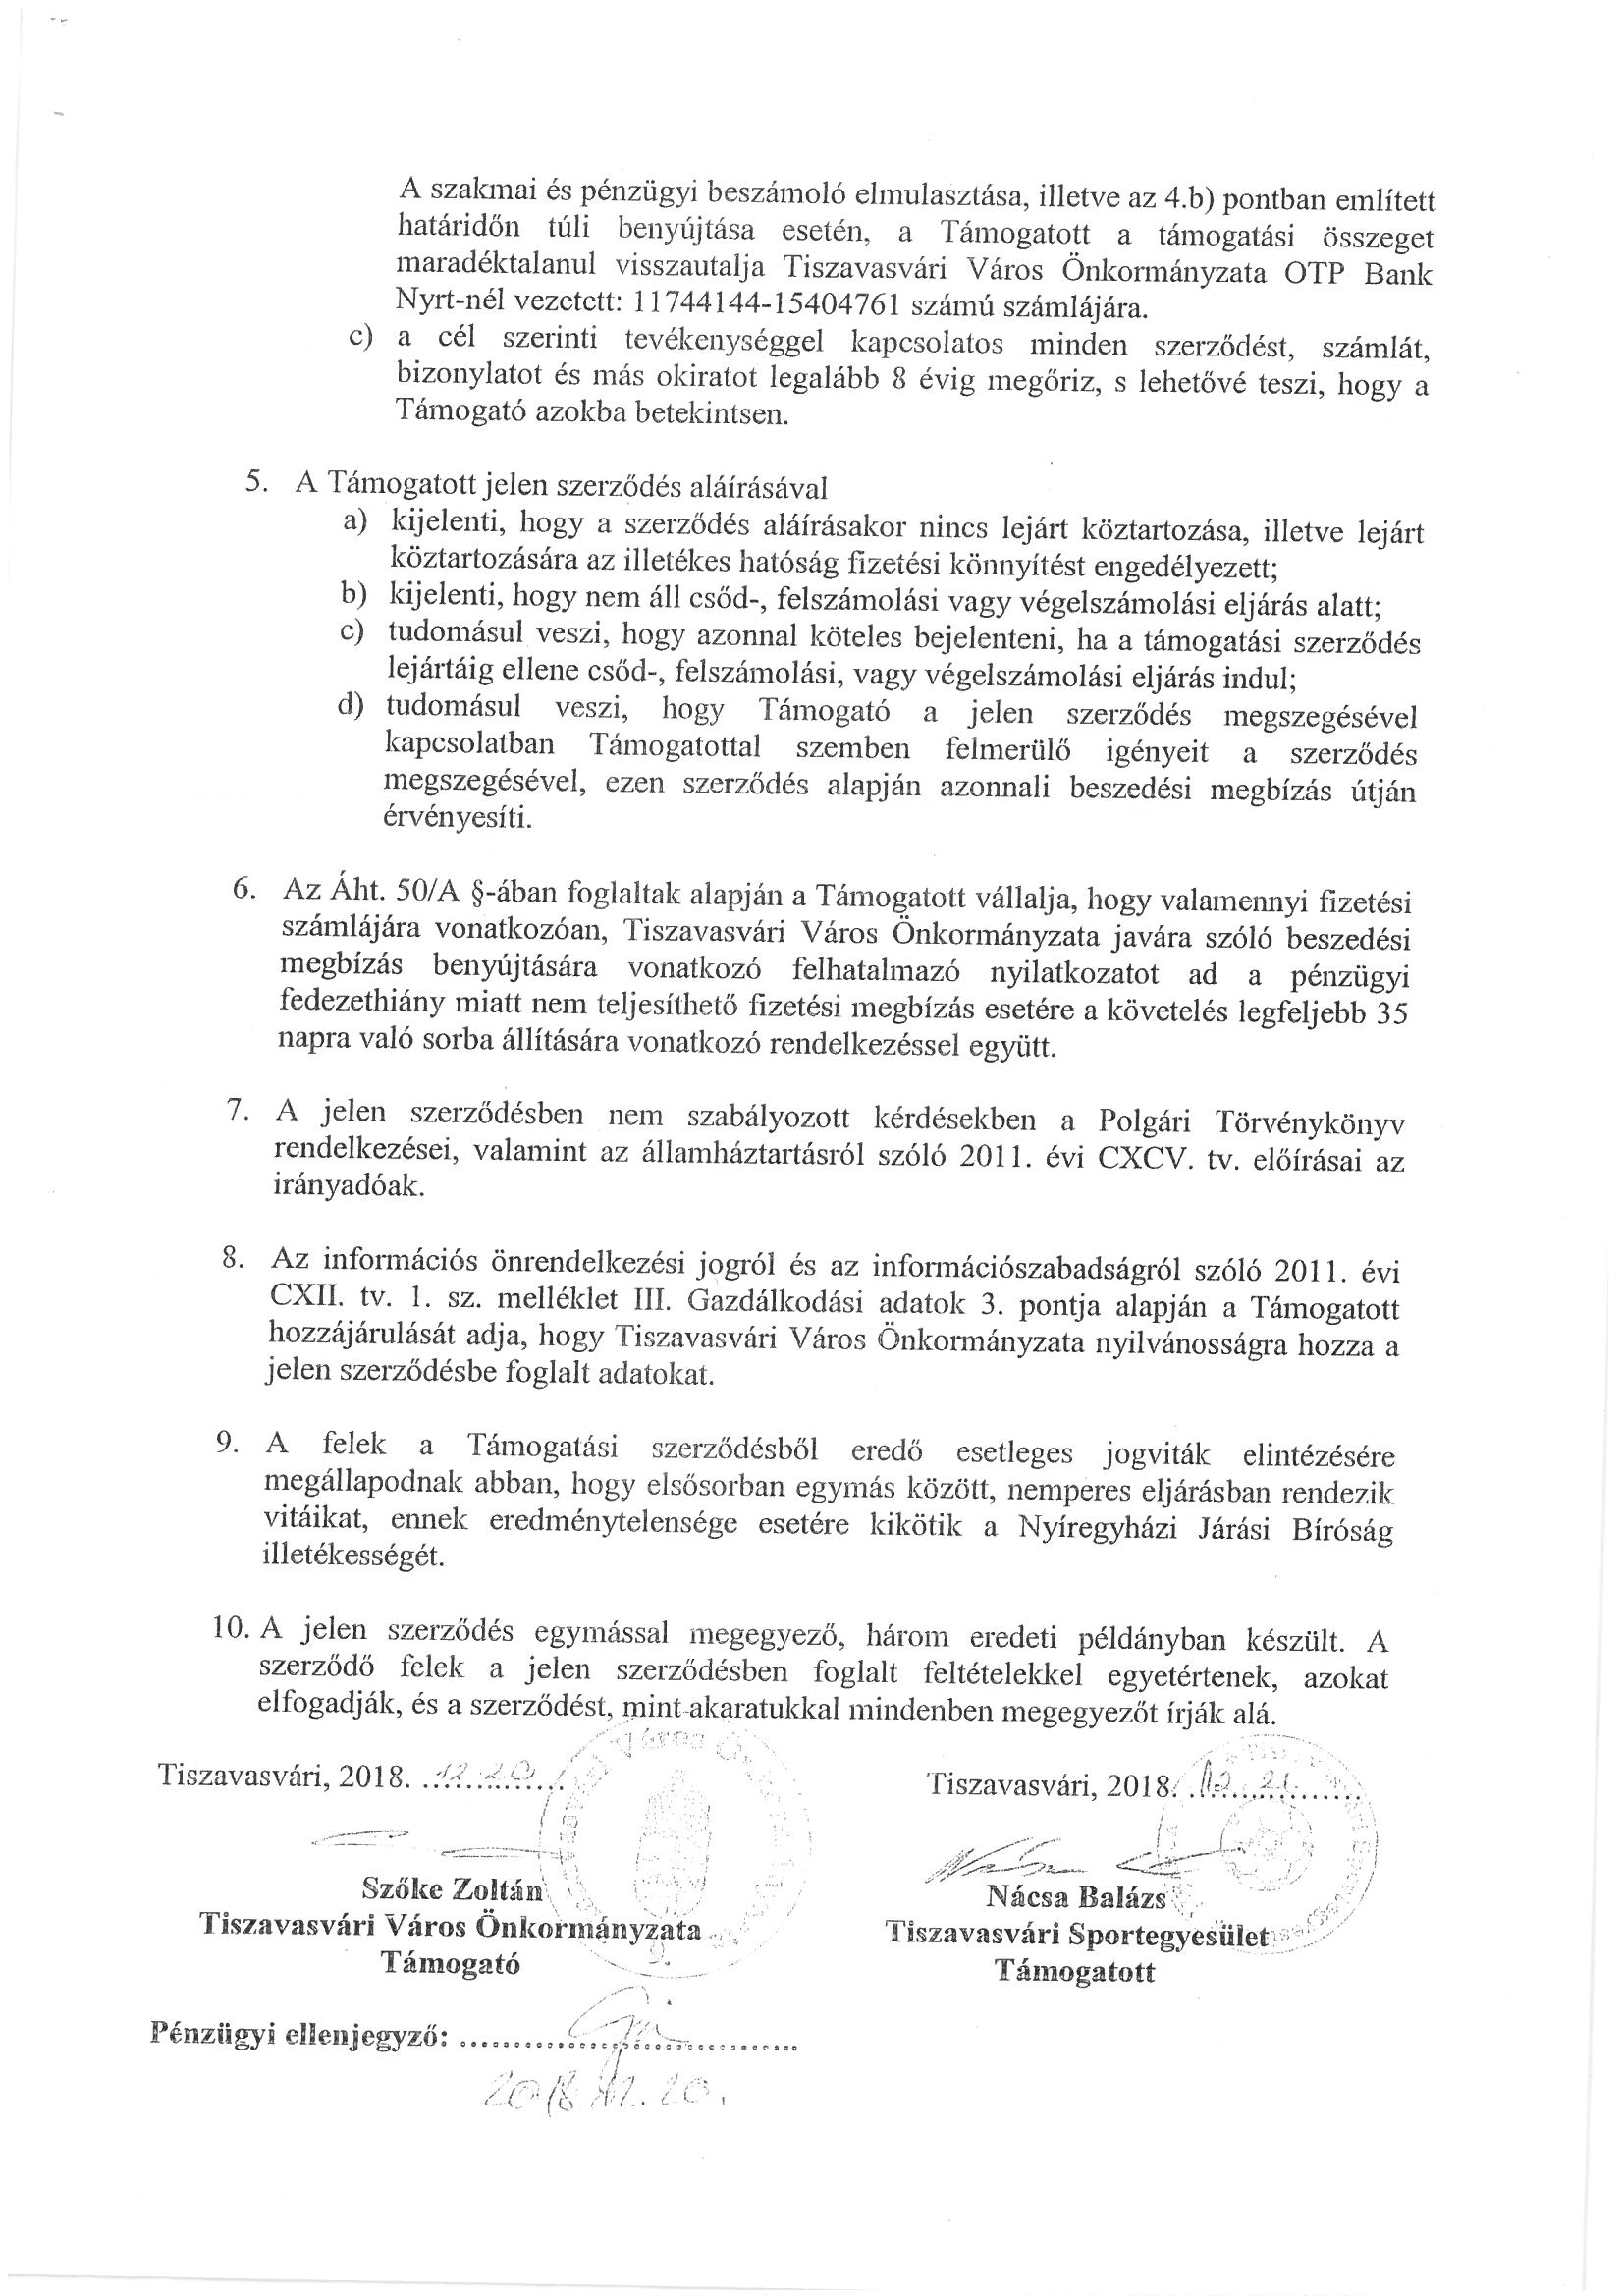 A szakmai és pénzügyi beszámoló elmulasztása, illetve az 4.b) pontban említett
határidőn túli benyújtása esetén, a Támogatott a támogatási összeget
maradéktalanul visszautalja Tiszavasvári Város Önkormányzata OTP Bank
Nyrt-nél vezetett: 11744144-15404761 számú számlájára.
c) a cél szerinti tevékenységgel kapcsolatos minden szerződést, számlát,
bizonylatot és más okiratot legalább 8 évig megőriz, s lehetővé teszi, hogy a
Támogató azokba betekintsen.
5. A Támogatott jelen szerződés aláírásával
a) kijelenti, hogy a szerződés aláírásakor nincs lejárt köztartozása, illetve lejárt
köztartozására az illetékes hatóság fizetési könnyítést engedélyezett;
b) kijelenti, hogy nem áll csőd-, felszámolási vagy végelszámolási eljárás alatt;
c) tudomásul veszi, hogy azonnal köteles bejelenteni, ha a támogatási szerződés
lejártáig ellene csőd-, felszámolási, vagy végelszámolási eljárás indul;
d) tudomásul veszi, hogy Támogató a jelen szerződés megszegésével
kapcsolatban Támogatottal szemben felmerülő igényeit a szerződés
megszegésével, ezen szerződés alapján azonnali beszedési megbízás útján
érvényesíti.
6. Az Áht. 50/A §-ában foglaltak alapján a Támogatott vállalja, hogy valamennyi fizetési
számlájára vonatkozóan, Tiszavasvári Város Önkormányzata javára szóló beszedési
megbízás benyújtására vonatkozó felhatalmazó nyilatkozatot ad a pénzügyi
fedezethiány miatt nem teljesíthető fizetési megbízás esetére a követelés legfeljebb 35
napra való sorba állítására vonatkozó rendelkezéssel együtt.
7. A jelen szerződésben nem szabályozott kérdésekben a Polgári Törvénykönyv
rendelkezései, valamint az államháztartásról szóló 2011. évi CXCV. tv. előírásai az
irányadóak.
8. Az információs önrendelkezési jogról és az információszabadságról szóló 2011. évi
CXII. tv. 1. sz. melléklet III. Gazdálkodási adatok 3. pontja alapján a Támogatott
hozzájárulását adja, hogy Tiszavasvári Város Önkormányzata nyilvánosságra hozza a
jelen szerződésbe foglalt adatokat.
9. A felek a Támogatási szerződésből eredő esetleges jogviták elintézésére
megállapodnak abban, hogy elsősorban egymás között, nemperes eljárásban rendezik
vitáikat, ennek eredménytelensége esetére kikötik a Nyíregyházi Járási Bíróság
illetékességét.
10. A jelen szerződés egymással megegyező, három eredeti példányban készült. A
szerződő felek a jelen szerződésben foglalt feltételekkel egyetértenek, azokat
elfogadják, és a szerződést, mint akaratukkal mindenben megegyezőt írják alá.
Tiszavasvári, 2018. 12.20.
Tiszavasvári, 2018. 12. 21.
Szőke Zoltán
Tiszavasvári Város Önkormányzata
Támogató
Nácsa Balázs
Tiszavasvári Sportegyesület
Támogatott
Pénzügyi ellenjegyző: ........................................
2018 12. 20.